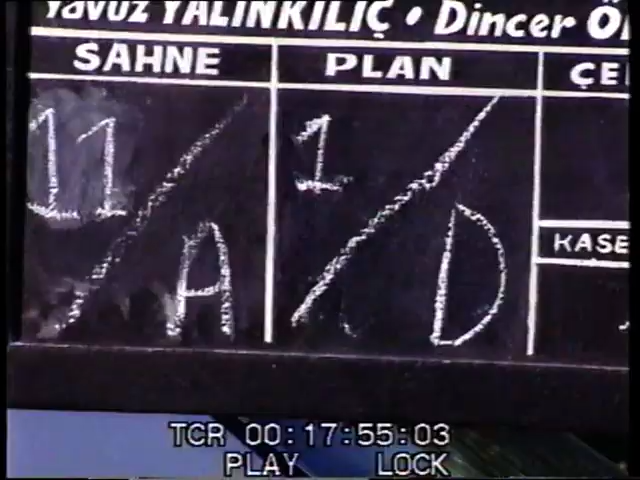 Yavuz YALINKILIÇ • Dincer
SAHNE PLAN
11/A 1/D
KASE
TCR 00:17:55:03
PLAY LOCK